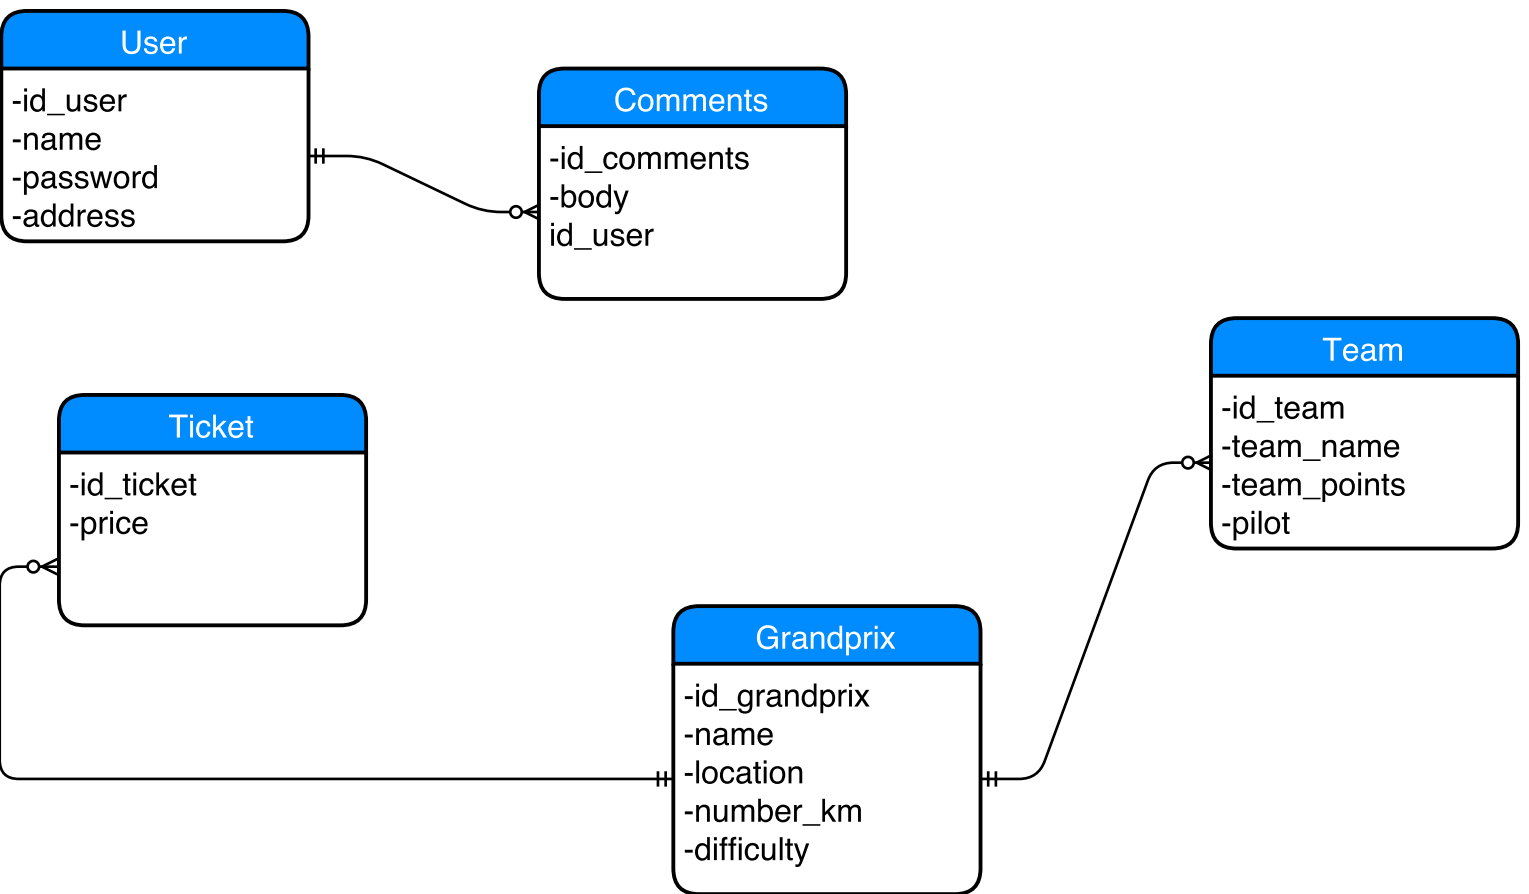 User
-id_user
-name
-password
-address
Comments
-id_comments
-body
id_user
Team
-id_team
-team_name
-team_points
-pilot
Ticket
-id_ticket
-price
Grandprix
-id_grandprix
-name
-location
-number_km
-difficulty